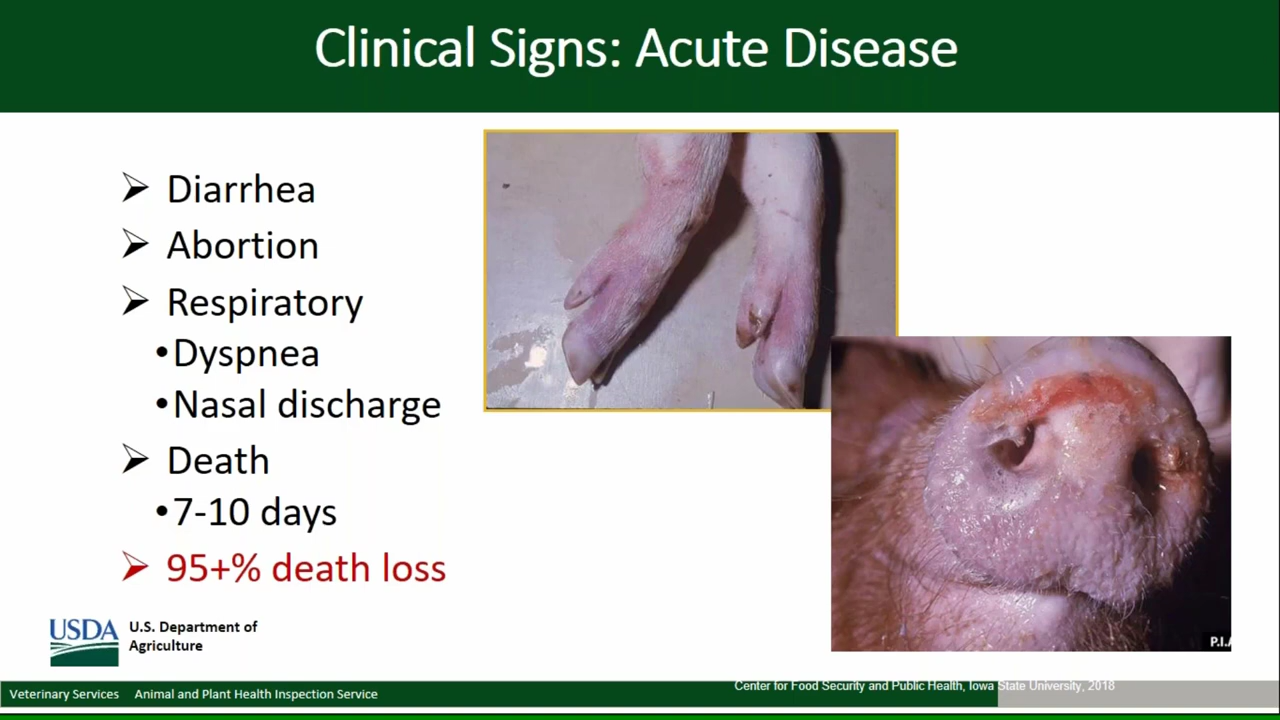 Clinical Signs: Acute Disease
Diarrhea
Abortion
Respiratory
•Dyspnea
•Nasal discharge
Death
•7-10 days
95+% death loss
P.I.A
USDA
U.S. Department of
Agriculture
Veterinary Services Animal and Plant Health Inspection Service
Center for Food Security and Public Health, Iowa State University, 2018